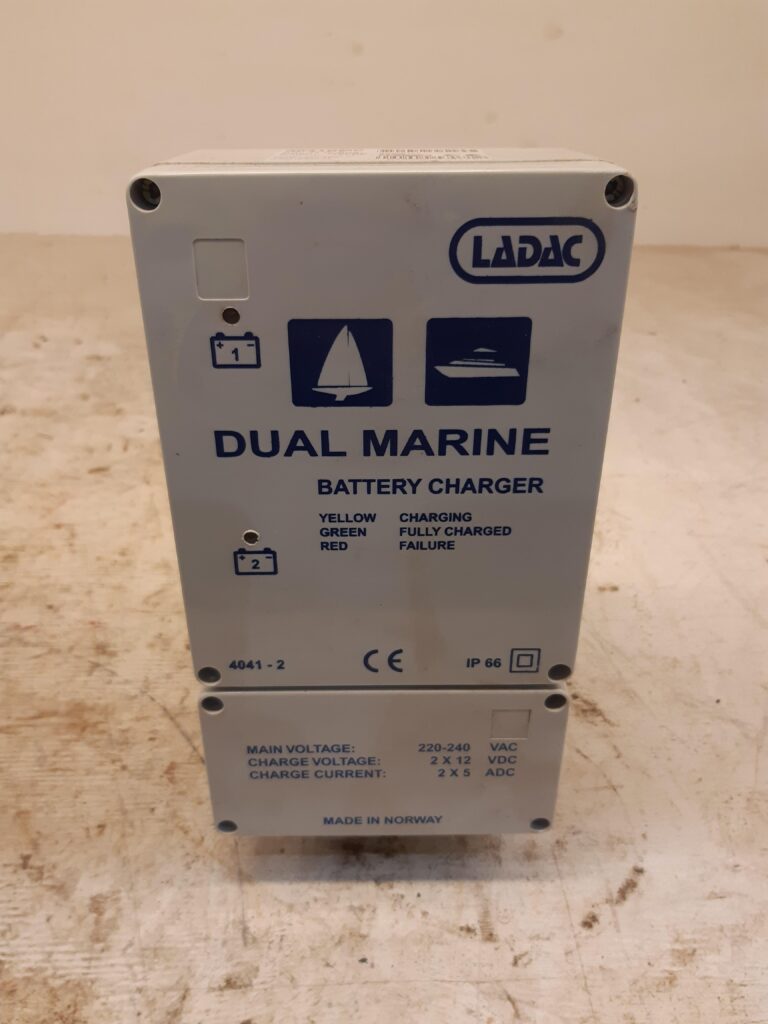 LADAC
+ 1 -
DUAL MARINE
BATTERY CHARGER
YELLOW CHARGING
GREEN FULLY CHARGED
RED FAILURE
+ 2 -
4041 - 2 CE IP 66
MAIN VOLTAGE: 220-240 VAC
CHARGE VOLTAGE: 2 X 12 VDC
CHARGE CURRENT: 2 X 5 ADC
MADE IN NORWAY